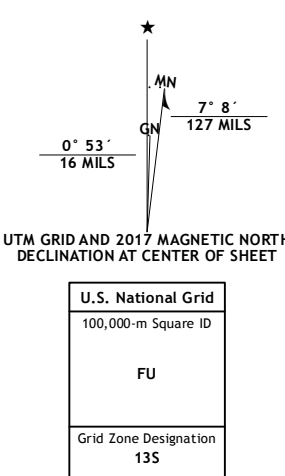 ★
MN
7° 8´
127 MILS
GN
0° 53´
16 MILS
UTM GRID AND 2017 MAGNETIC NORTH
DECLINATION AT CENTER OF SHEET
U.S. National Grid
100,000-m Square ID
FU
Grid Zone Designation
13S